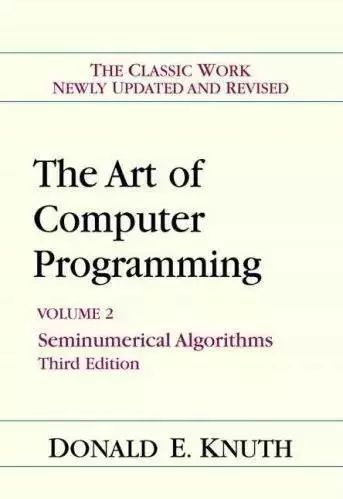 THE CLASSIC WORK
NEWLY UPDATED AND REVISED
The Art of
Computer
Programming
VOLUME 2
Seminumerical Algorithms
Third Edition
DONALD E. KNUTH